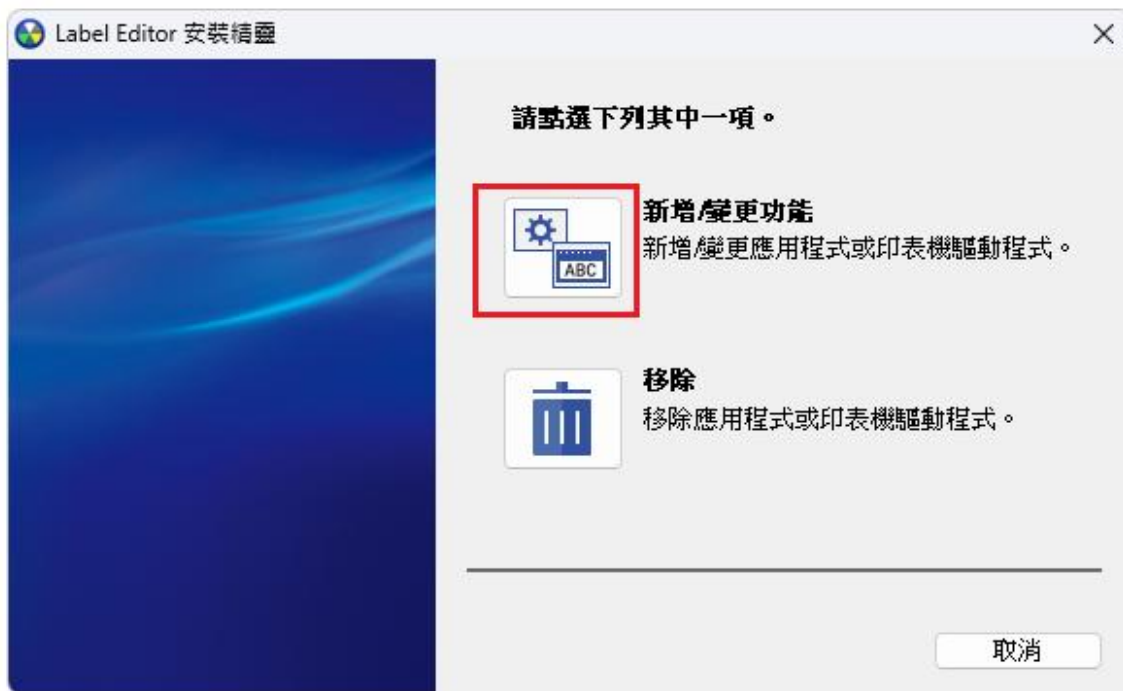 Label Editor 安裝精靈
請點選下列其中一項。
新增/變更功能
新增/變更應用程式或印表機驅動程式。
ABC
移除
移除應用程式或印表機驅動程式。
取消